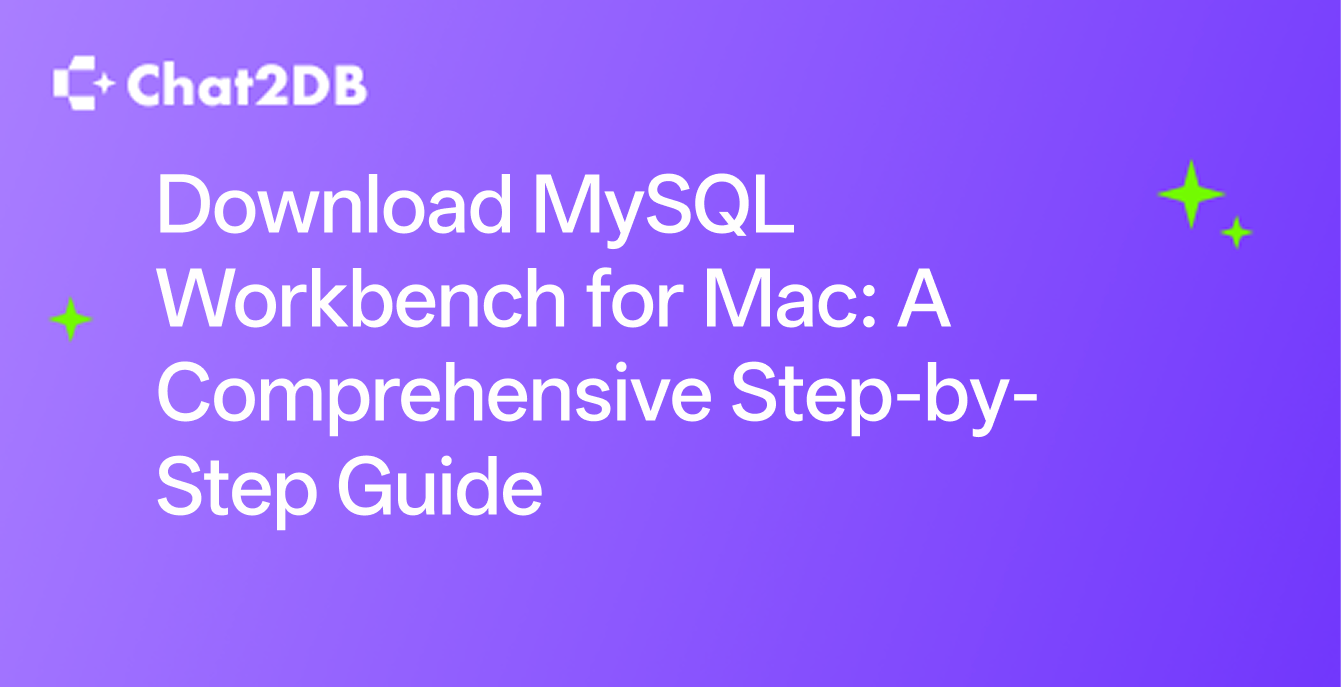 Chat2DB
Download MySQL
Workbench for Mac: A
Comprehensive Step-by-
Step Guide